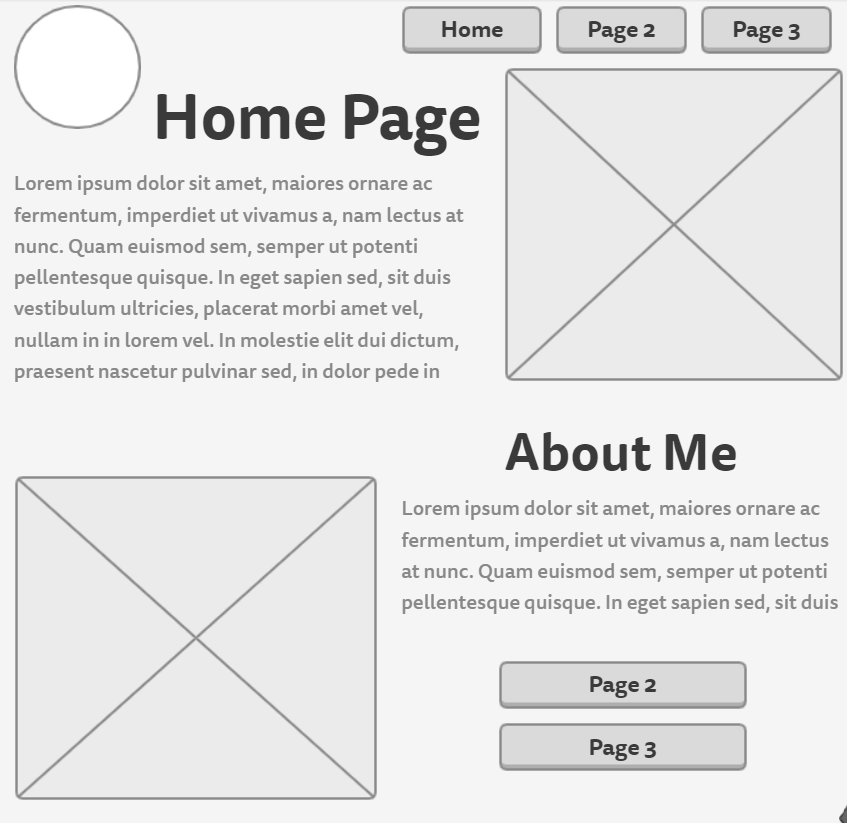 Home
Page 2
Page 3
Home Page
Lorem ipsum dolor sit amet, maiores ornare ac
fermentum, imperdiet ut vivamus a, nam lectus at
nunc. Quam euismod sem, semper ut potenti
pellentesque quisque. In eget sapien sed, sit duis
vestibulum ultricies, placerat morbi amet vel,
nullam in in lorem vel. In molestie elit dui dictum,
praesent nascetur pulvinar sed, in dolor pede in
About Me
Lorem ipsum dolor sit amet, maiores ornare ac
fermentum, imperdiet ut vivamus a, nam lectus
at nunc. Quam euismod sem, semper ut potenti
pellentesque quisque. In eget sapien sed, sit duis
Page 2
Page 3